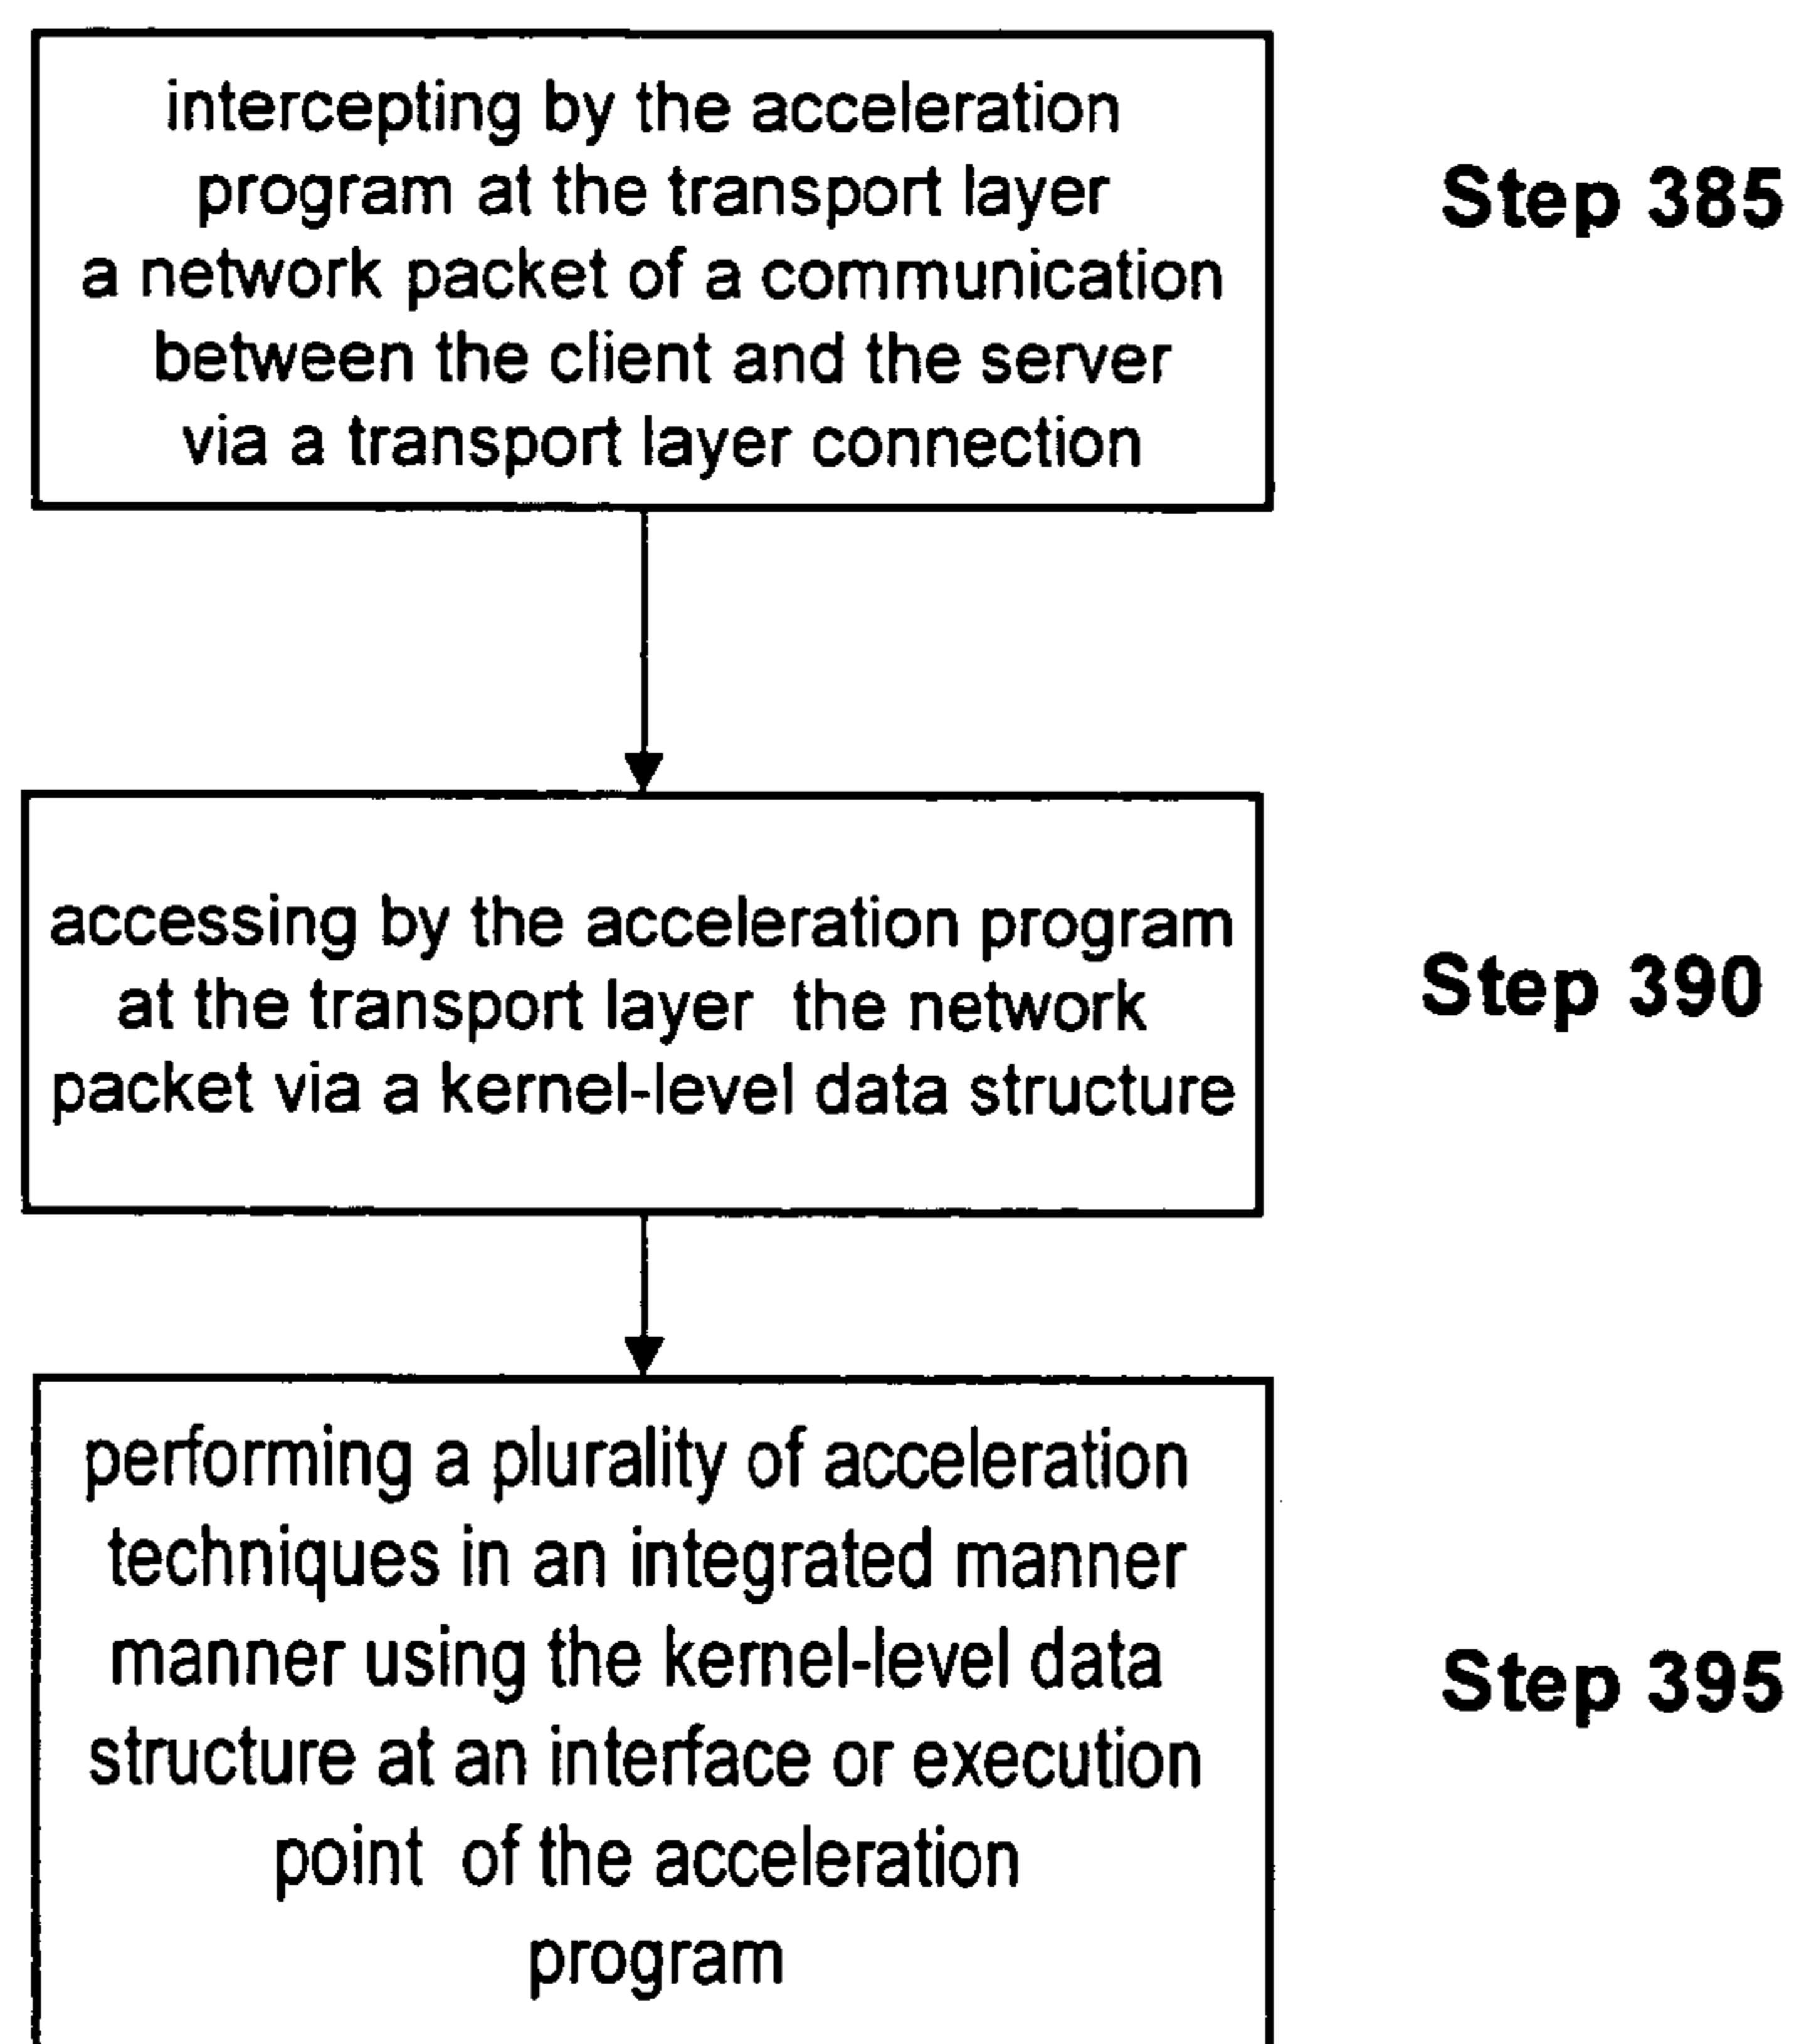 intercepting by the acceleration
program at the transport layer
a network packet of a communication
between the client and the server
via a transport layer connection
Step 385
accessing by the acceleration program
at the transport layer the network
packet via a kernel-level data structure
Step 390
performing a plurality of acceleration
techniques in an integrated manner
manner using the kernel-level data
structure at an interface or execution
point of the acceleration
program
Step 395